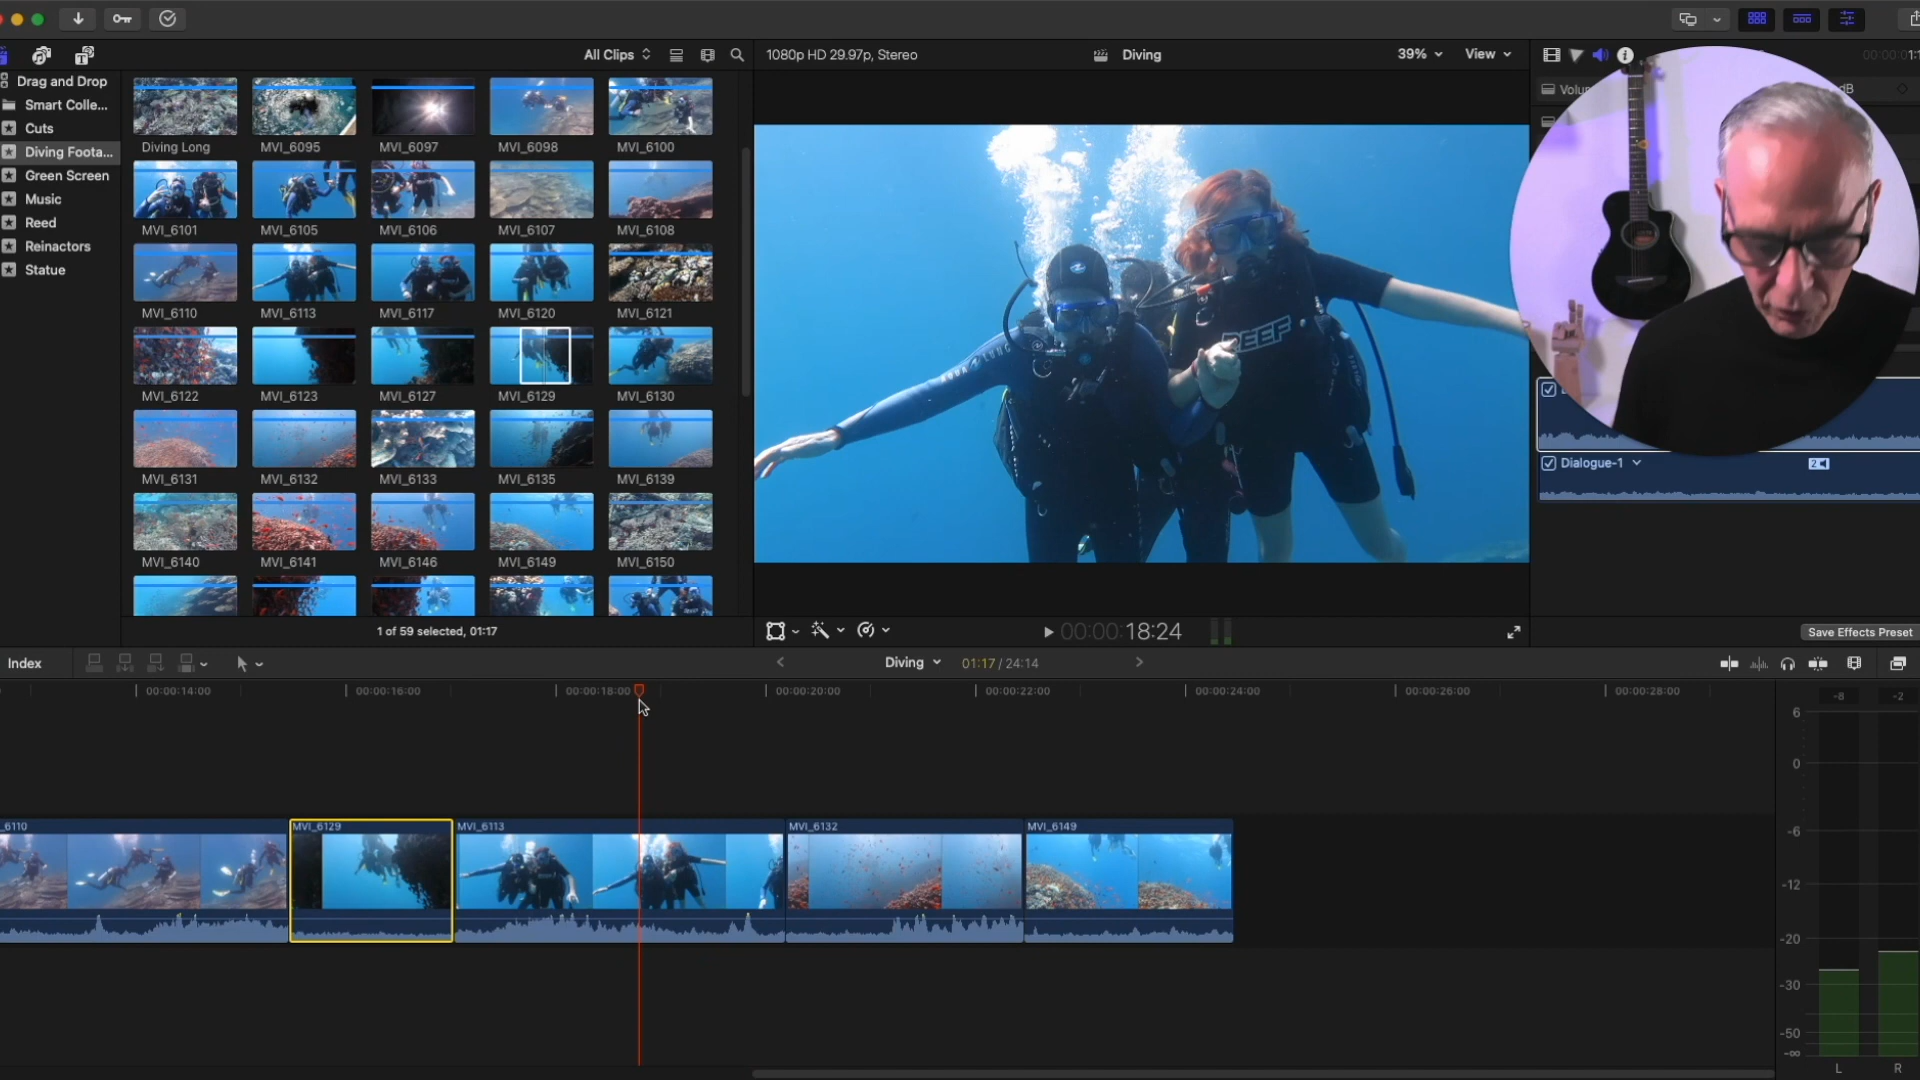 All Clips
1080p HD 29.97p, Stereo
Diving
39%
View
Drag and Drop
Smart Colle...
Cuts
Diving Foota...
Green Screen
Music
Reed
Reinactors
Statue
Diving Long
MVI_6095
MVI_6097
MVI_6098
MVI_6100
MVI_6101
MVI_6105
MVI_6106
MVI_6107
MVI_6108
MVI_6110
MVI_6113
MVI_6117
MVI_6120
MVI_6121
MVI_6122
MVI_6123
MVI_6127
MVI_6129
MVI_6130
MVI_6131
MVI_6132
MVI_6133
MVI_6135
MVI_6139
MVI_6140
MVI_6141
MVI_6146
MVI_6149
MVI_6150
1 of 59 selected, 01:17
REEF
00:00:18:24
dB
Dialogue-1
2
Save Effects Preset
Index
Diving
01:17 / 24:14
00:00:14:00
00:00:16:00
00:00:18:00
00:00:20:00
00:00:22:00
00:00:24:00
00:00:26:00
00:00:28:00
_6110
MVI_6129
MVI_6113
MVI_6132
MVI_6149
-8
-2
6
0
-6
-12
-20
-30
-50
-∞
L
R